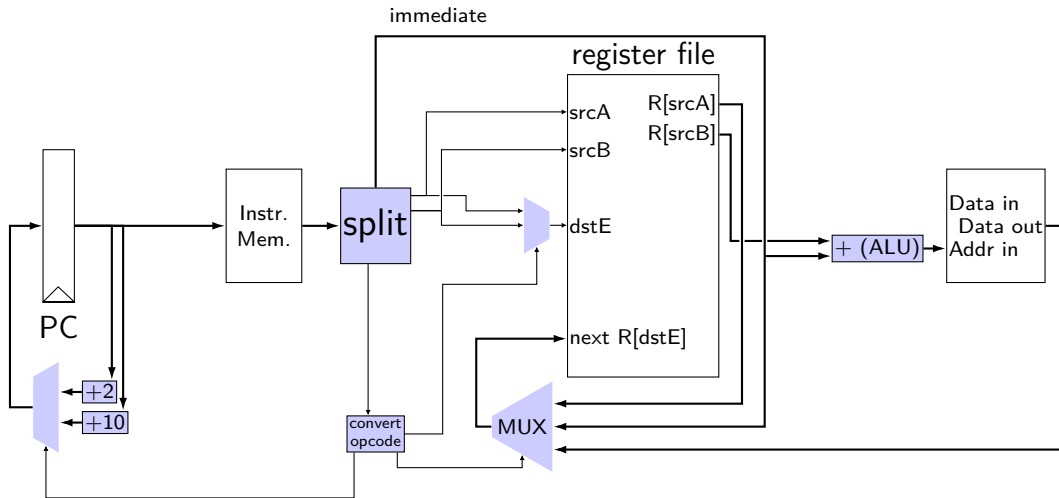 immediate
register file
srcA
R[srcA]
R[srcB]
srcB
Instr.
Mem.
split
dstE
Data in
Data out
Addr in
+ (ALU)
PC
next R[dstE]
+2
+10
convert
opcode
MUX